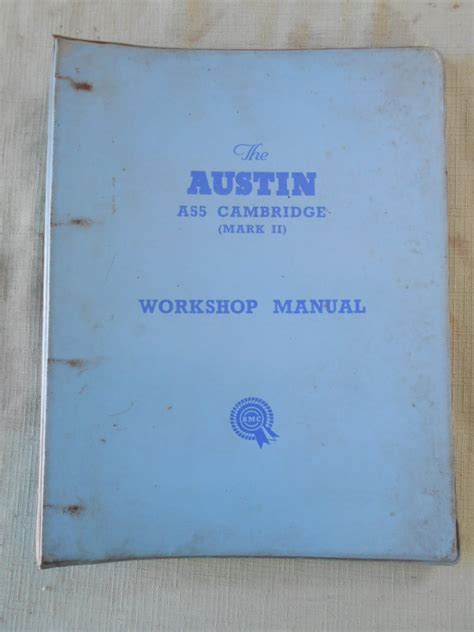 The
AUSTIN
A55 CAMBRIDGE
(MARK II)
WORKSHOP MANUAL
BMC